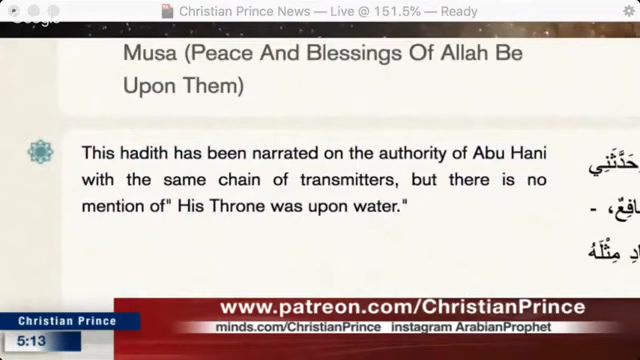 Christian Prince News — Live @ 151.5% — Ready
Google
Musa (Peace And Blessings Of Allah Be
Upon Them)
This hadith has been narrated on the authority of Abu Hani
with the same chain of transmitters, but there is no
mention of" His Throne was upon water."
حَدَّثَنِي
نَافِعٌ، -
مِثْلَهُ
www.patreon.com/ChristianPrince
minds.com/ChristianPrince instagram ArabianProphet
Christian Prince
5:13